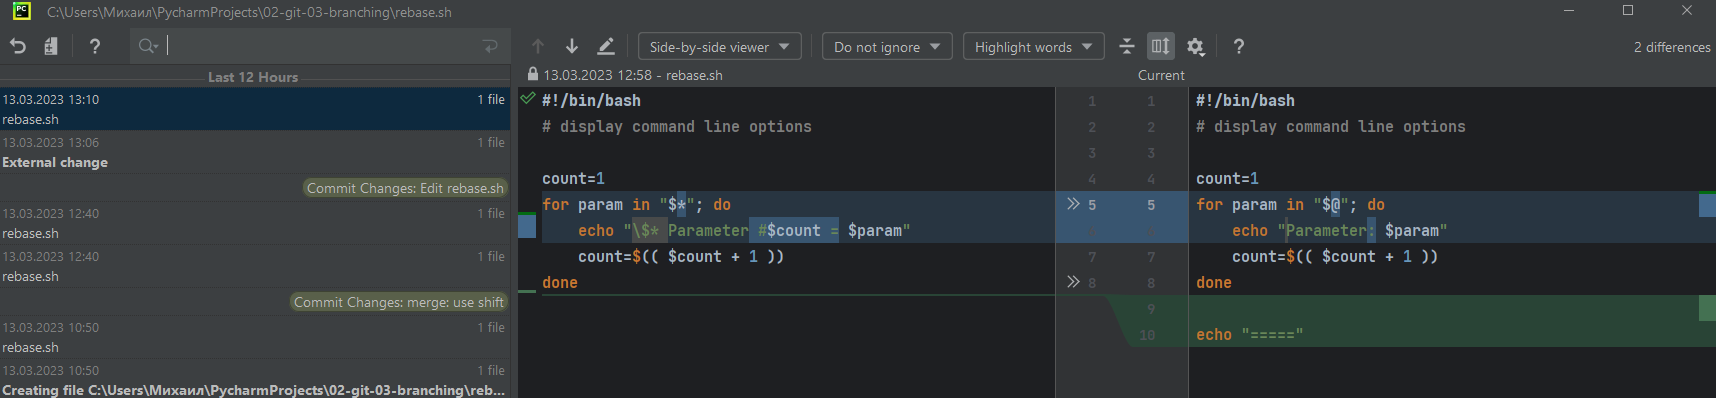 PC C:\Users\Михаил\PycharmProjects\02-git-03-branching\rebase.sh
Side-by-side viewer Do not ignore Highlight words ? 2 differences
Last 12 Hours
13.03.2023 13:10 1 file
rebase.sh
13.03.2023 13:06 1 file
External change
Commit Changes: Edit rebase.sh
13.03.2023 12:40 1 file
rebase.sh
13.03.2023 12:40 1 file
rebase.sh
Commit Changes: merge: use shift
13.03.2023 10:50 1 file
rebase.sh
13.03.2023 10:50 1 file
Creating file C:\Users\Михаил\PycharmProjects\02-git-03-branching\reb...
13.03.2023 12:58 - rebase.sh
#!/bin/bash
# display command line options
count=1
for param in "$*"; do
echo "\$* Parameter #$count = $param"
count=$(( $count + 1 ))
done
1 1
2 2
3 3
4 4
5 5
6 6
7 7
8 8
9
10
Current
#!/bin/bash
# display command line options
count=1
for param in "$@"; do
echo "Parameter: $param"
count=$(( $count + 1 ))
done
echo "====="